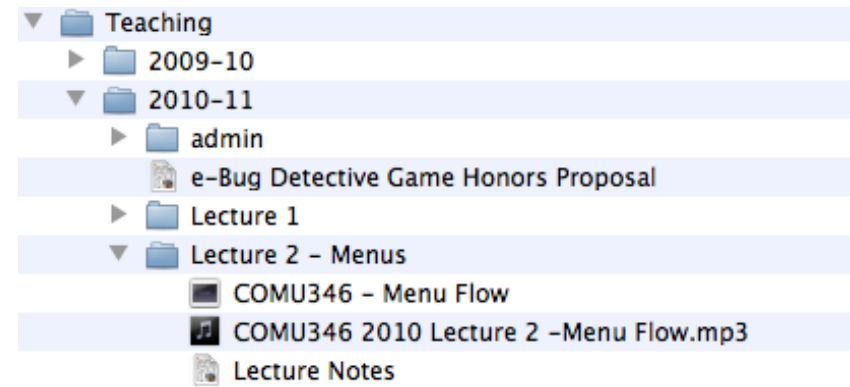 Teaching
2009-10
2010-11
admin
e-Bug Detective Game Honors Proposal
Lecture 1
Lecture 2 - Menus
COMU346 - Menu Flow
COMU346 2010 Lecture 2 -Menu Flow.mp3
Lecture Notes